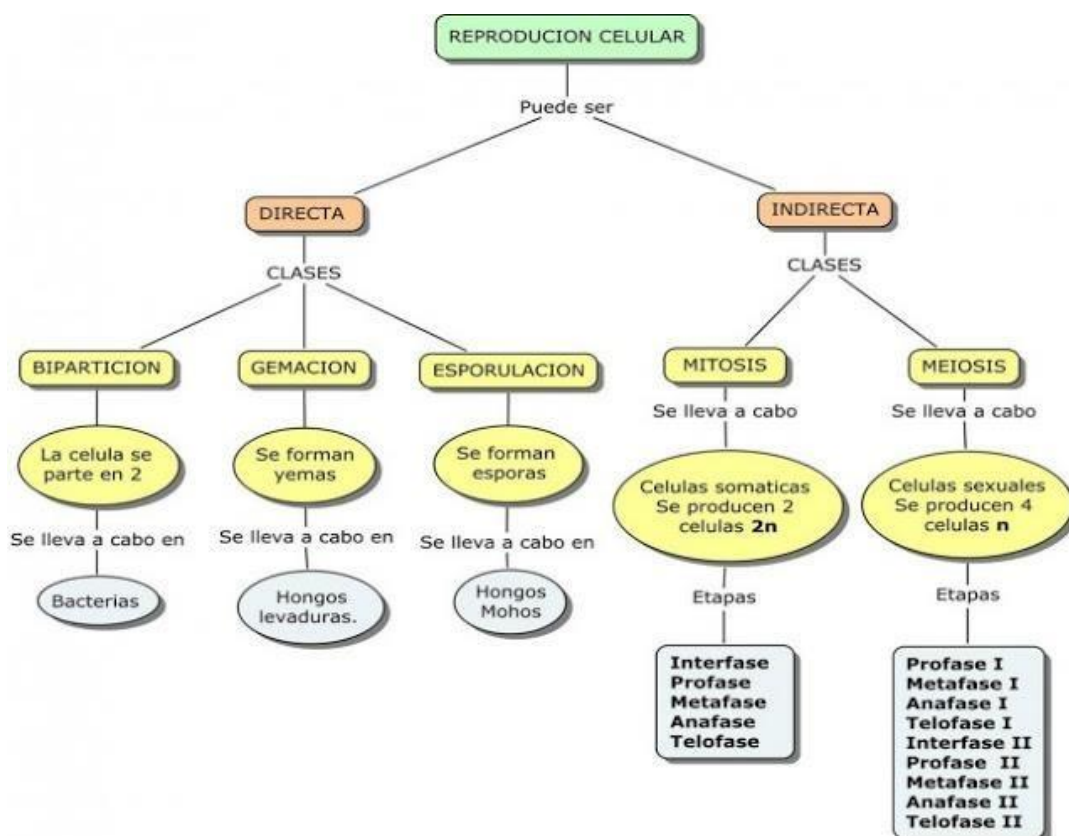 REPRODUCION CELULAR
Puede ser
DIRECTA
INDIRECTA
CLASES
CLASES
BIPARTICION
GEMACION
ESPORULACION
MITOSIS
MEIOSIS
Se lleva a cabo
Se lleva a cabo
La celula se
parte en 2
Se forman
yemas
Se forman
esporas
Celulas somaticas
Se producen 2
celulas 2n
Celulas sexuales
Se producen 4
celulas n
Se lleva a cabo en
Se lleva a cabo en
Se lleva a cabo en
Bacterias
Hongos
levaduras.
Hongos
Mohos
Etapas
Etapas
Interfase
Profase
Metafase
Anafase
Telofase
Profase I
Metafase I
Anafase I
Telofase I
Interfase II
Profase II
Metafase II
Anafase II
Telofase II